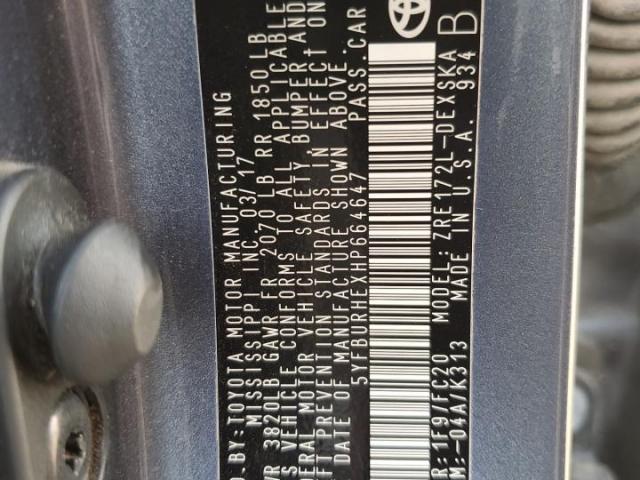 D.BY:TOYOTA MOTOR MANUFACTURING
MISSISSIPPI INC. 03/17
WR 3820LB GAWR FR 2070 LB RR 1850LB
S VEHICLE CONFORMS TO ALL APPLICABLE
ERAL MOTOR VEHICLE SAFETY BUMPER AND
FT PREVENTION STANDARDS IN EFFECT ON
DATE OF MANUFACTURE SHOWN ABOVE.
5YFBURHEXHP664647 PASS.CAR
R:1F9/FC20 MODEL:ZRE172L-DEXSKA
M:-04A/K313 MADE IN U.S.A. 934 B